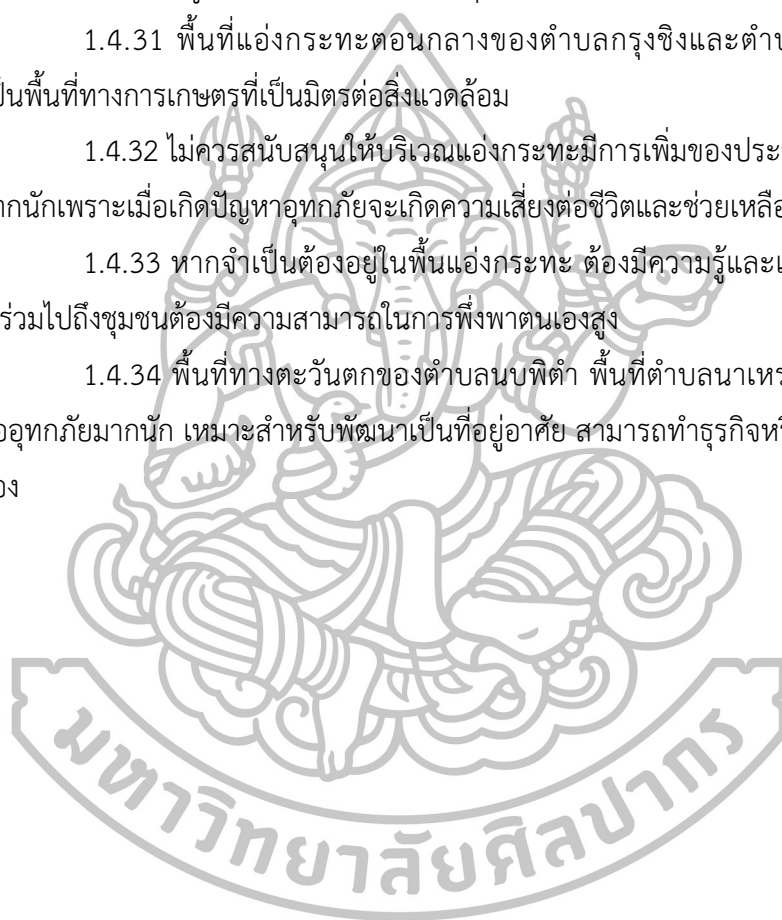 1.4.31 พื้นที่แอ่งกระทะตอนกลางของตำบลกรุงชิงและตำบ
ป็นพื้นที่ทางการเกษตรที่เป็นมิตรต่อสิ่งแวดล้อม
1.4.32 ไม่ควรสนับสนุนให้บริเวณแอ่งกระทะมีการเพิ่มของประ
ากนักเพราะเมื่อเกิดปัญหาอุทกภัยจะเกิดความเสี่ยงต่อชีวิตและช่วยเหลือ
1.4.33 หากจำเป็นต้องอยู่ในพื้นแอ่งกระทะ ต้องมีความรู้และเ
ร่วมไปถึงชุมชนต้องมีความสามารถในการพึ่งพาตนเองสูง
1.4.34 พื้นที่ทางตะวันตกของตำบลนบพิตำ พื้นที่ตำบลนาเหร
ออุทกภัยมากนัก เหมาะสำหรับพัฒนาเป็นที่อยู่อาศัย สามารถทำธุรกิจหรื
อง
มหาวิทยาลัยศิลปากร